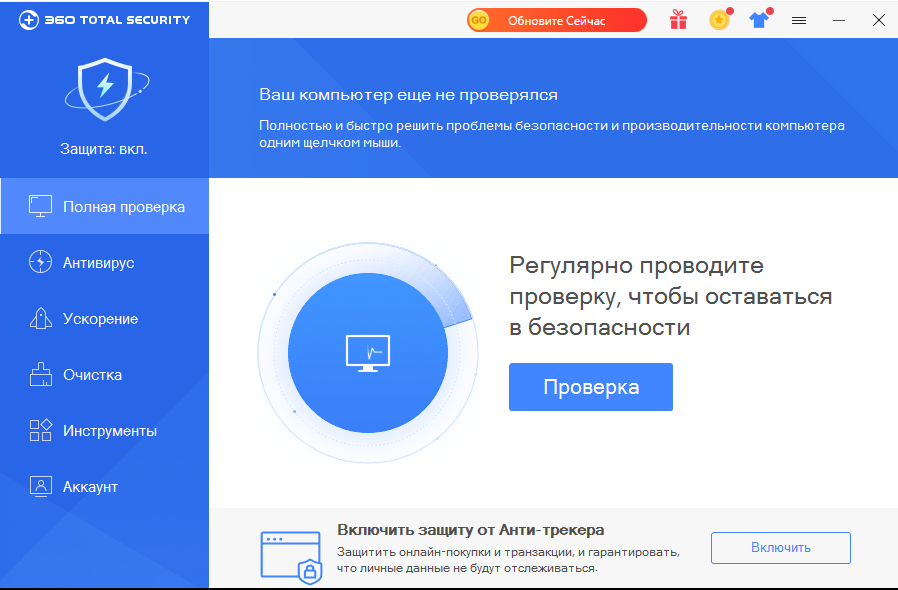 360 TOTAL SECURITY
GO Обновите Сейчас
Защита: вкл.
Ваш компьютер еще не проверялся
Полностью и быстро решить проблемы безопасности и производительности компьютера
одним щелчком мыши.
Полная проверка
Антивирус
Ускорение
Очистка
Инструменты
Аккаунт
Регулярно проводите
проверку, чтобы оставаться
в безопасности
Проверка
Включить защиту от Анти-трекера
Защитить онлайн-покупки и транзакции, и гарантировать,
что личные данные не будут отслеживаться.
Включить